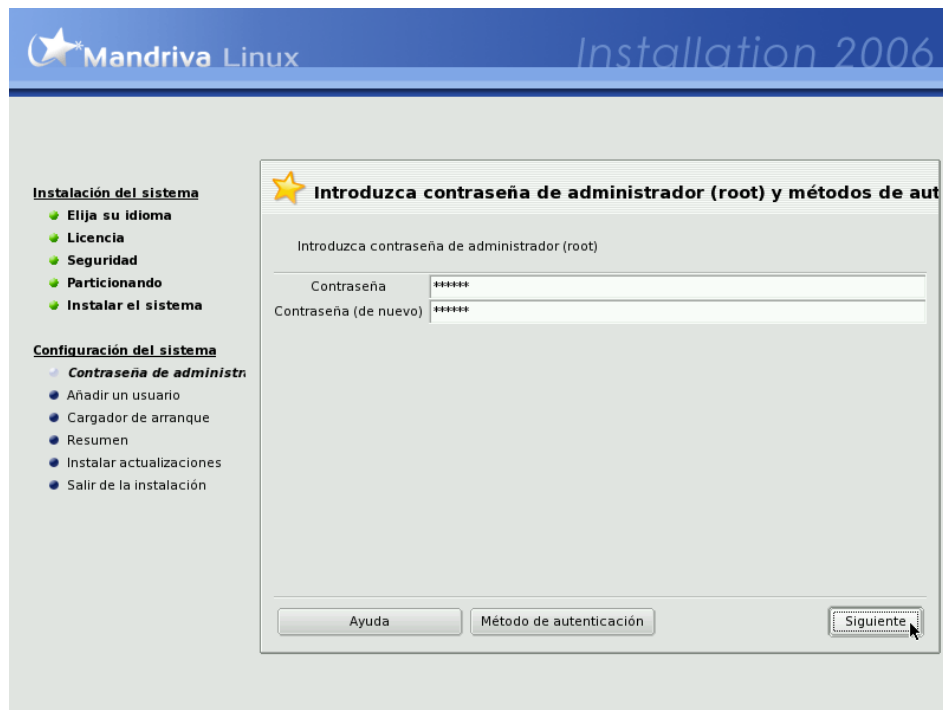 Mandriva Linux
Installation 2006
Instalación del sistema
Elija su idioma
Licencia
Seguridad
Particionando
Instalar el sistema
Configuración del sistema
Contraseña de administr
Añadir un usuario
Cargador de arranque
Resumen
Instalar actualizaciones
Salir de la instalación
Introduzca contraseña de administrador (root) y métodos de aut
Introduzca contraseña de administrador (root)
Contraseña ******
Contraseña (de nuevo) ******
Ayuda
Método de autenticación
Siguiente